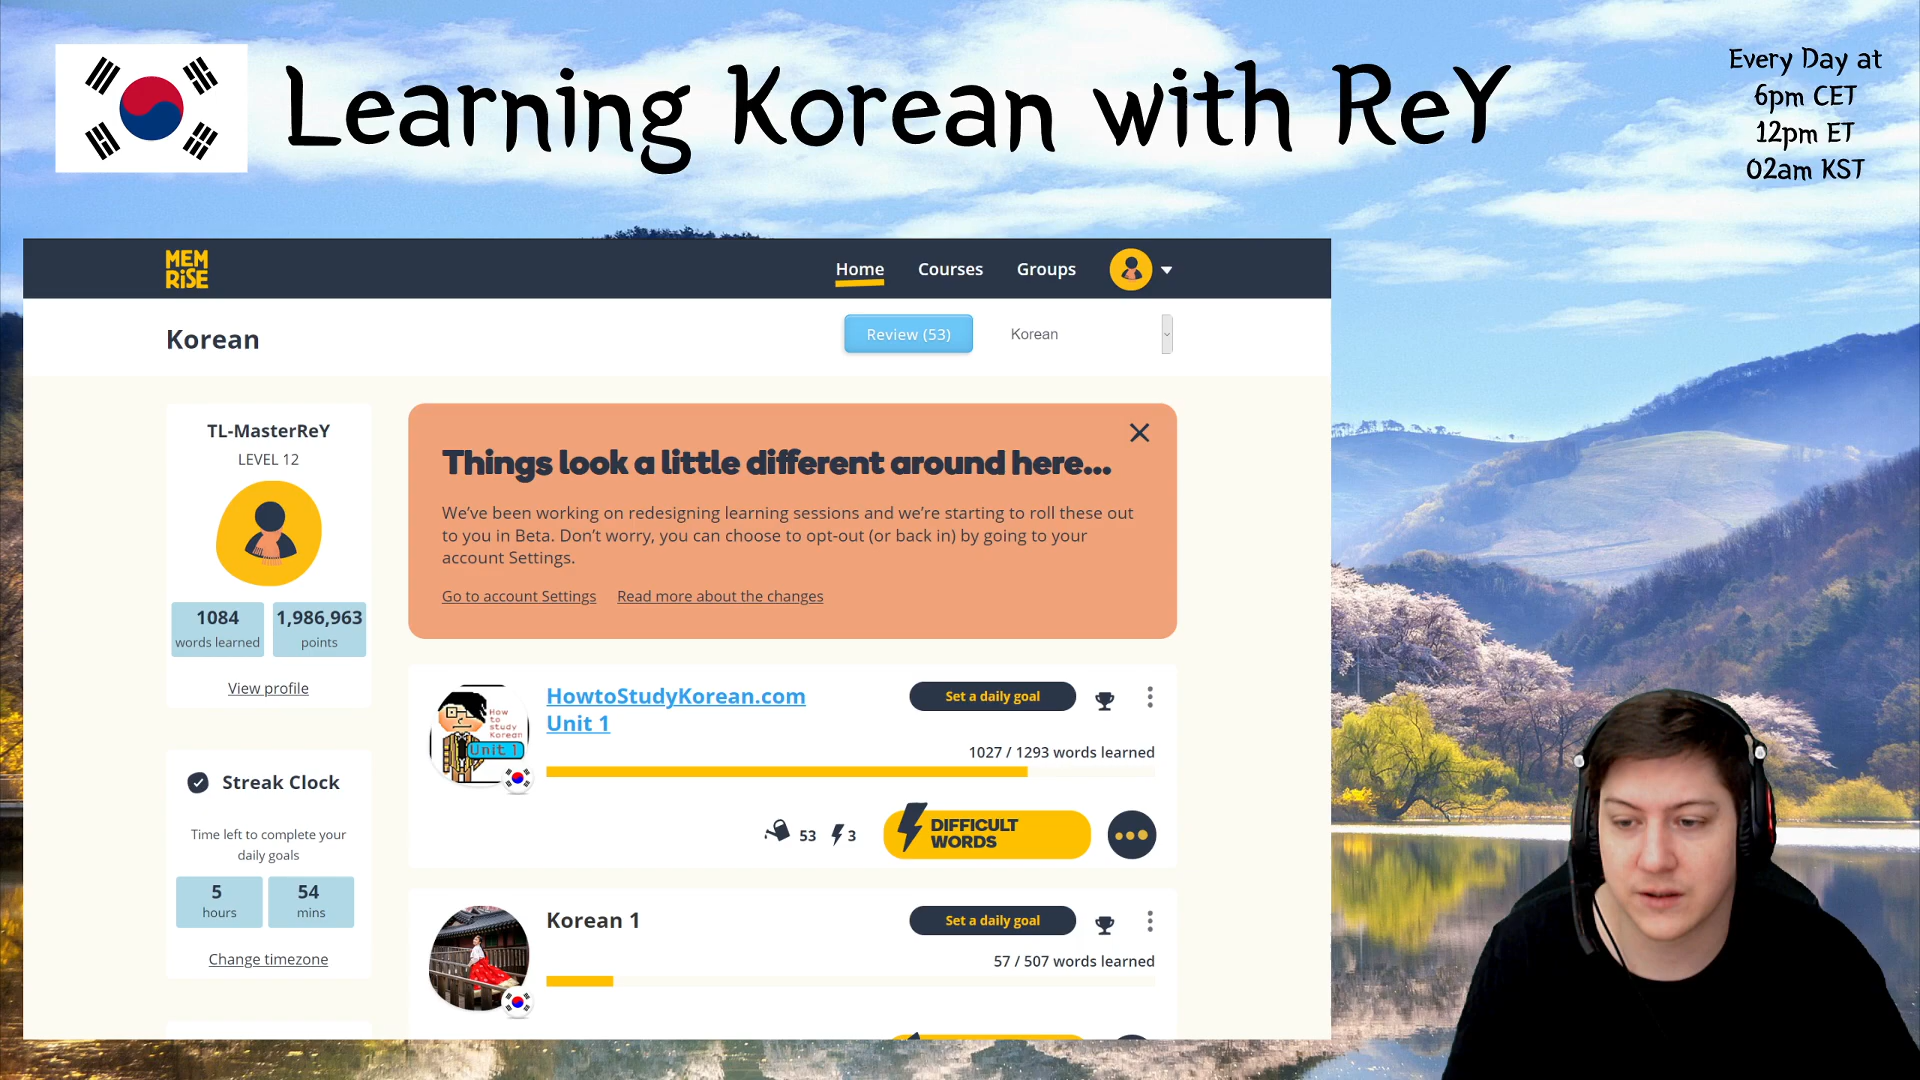 Learning Korean with ReY
Every Day at
6pm CET
12pm ET
02am KST
MEM
RiSE
Home
Courses
Groups
Korean
Review (53)
Korean
TL-MasterReY
LEVEL 12
1084
words learned
1,986,963
points
View profile
Streak Clock
Time left to complete your
daily goals
5
hours
54
mins
Change timezone
Things look a little different around here...
We've been working on redesigning learning sessions and we're starting to roll these out
to you in Beta. Don't worry, you can choose to opt-out (or back in) by going to your
account Settings.
Go to account Settings
Read more about the changes
How
to
study
Korean
Unit 1
HowtoStudyKorean.com
Unit 1
Set a daily goal
1027 / 1293 words learned
53
3
DIFFICULT
WORDS
Korean 1
Set a daily goal
57 / 507 words learned